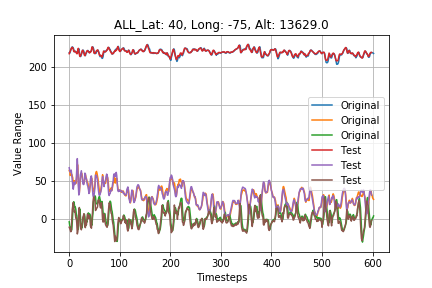 ALL_Lat: 40, Long: -75, Alt: 13629.0
Value Range
200
150
100
50
0
Original
Original
Original
Test
Test
Test
0 100 200 300 400 500 600
Timesteps